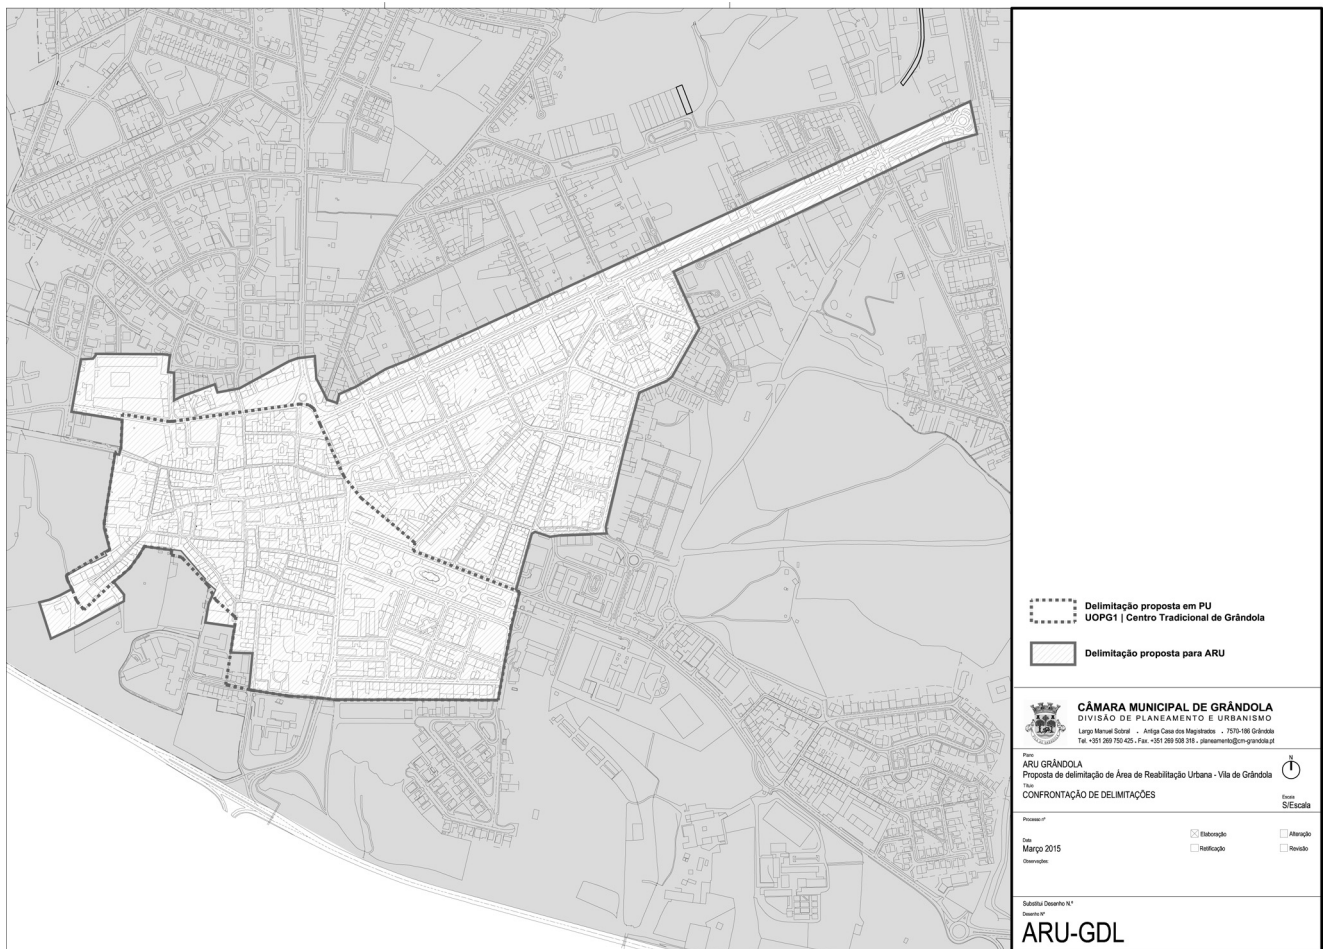 Delimitação proposta em PU
UOPG1 | Centro Tradicional de Grândola
Delimitação proposta para ARU
CÂMARA MUNICIPAL DE GRÂNDOLA
DIVISÃO DE PLANEAMENTO E URBANISMO
Largo Manuel Sobral . Antiga Casa dos Magistrados . 7570-186 Grândola
Tel. +351 269 750 425 . Fax. +351 269 508 318 . planeamento@cm-grandola.pt
Plano
ARU GRÂNDOLA
N
Proposta de delimitação de Área de Reabilitação Urbana - Vila de Grândola
Título
CONFRONTAÇÃO DE DELIMITAÇÕES
Escala
S/Escala
Processo nº
Elaboração
Alteração
Data
Março 2015
Retificação
Revisão
Observações
Substitui Desenho N.º
Desenho Nº
ARU-GDL